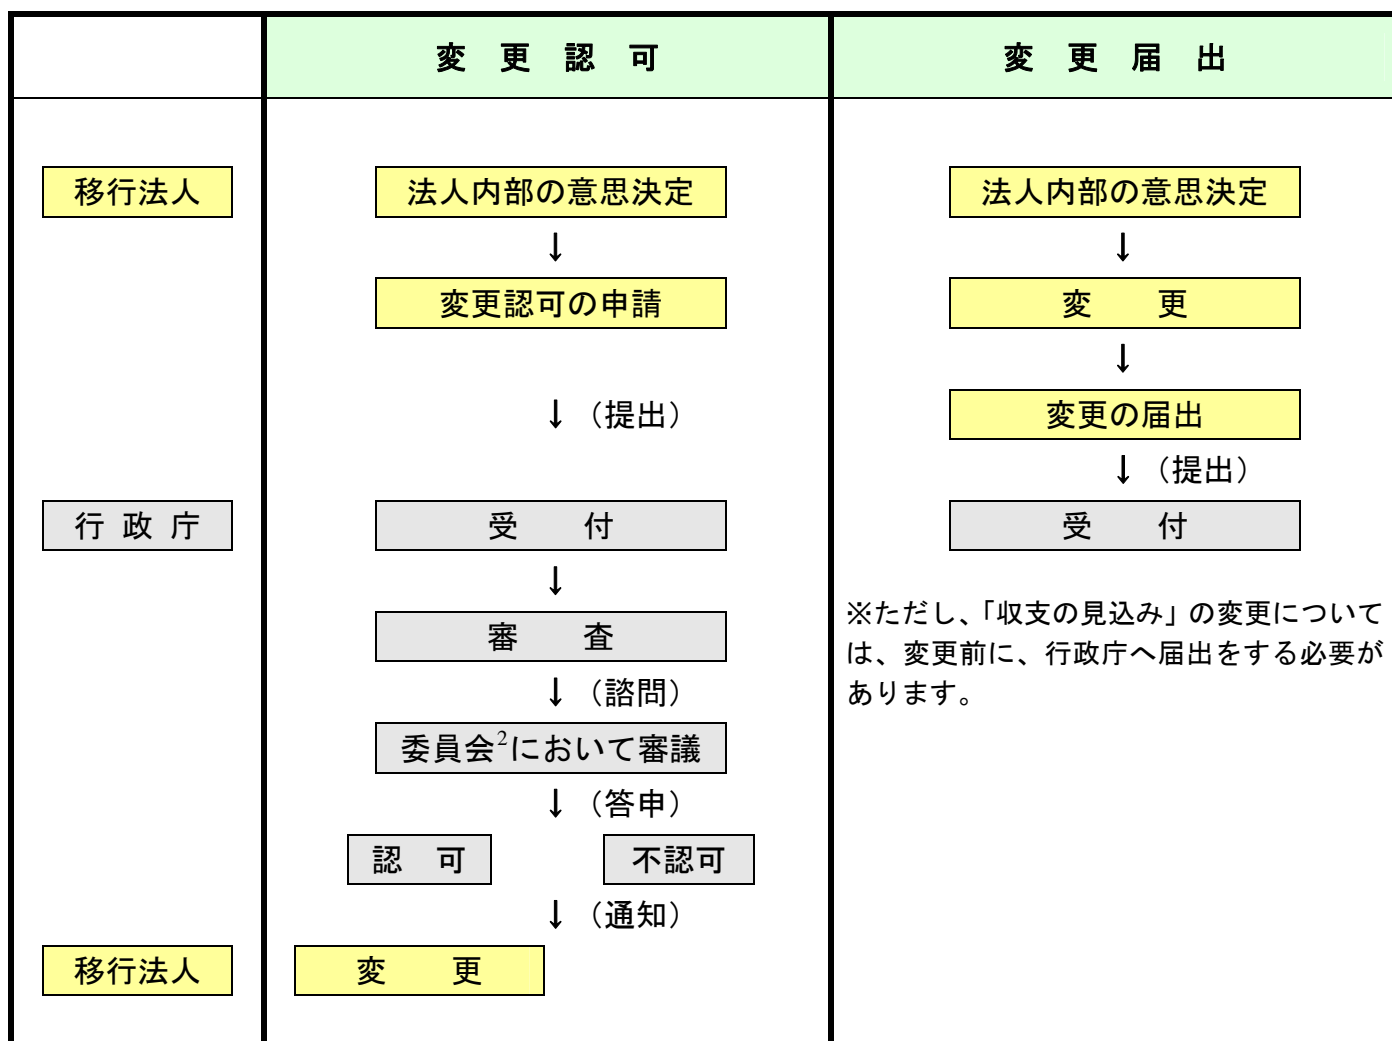 変更認可
変更届出
移行法人
法人内部の意思決定
法人内部の意思決定
↓
↓
変更認可の申請
変　更
↓
↓（提出）
変更の届出
↓（提出）
行政庁
受　付
受　付
↓
審　査
※ただし、「収支の見込み」の変更について
は、変更前に、行政庁へ届出をする必要が
あります。
↓（諮問）
委員会2において審議
↓（答申）
認　可
不認可
↓（通知）
移行法人
変　更